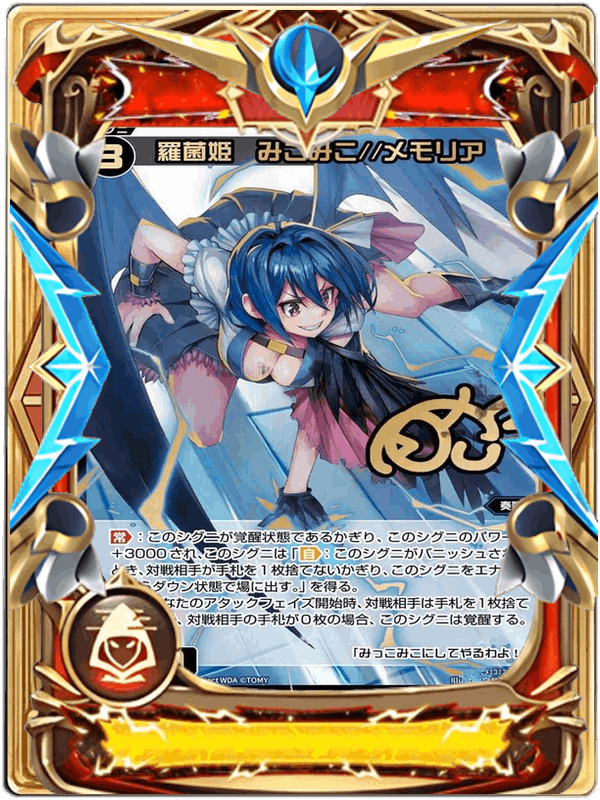 3 羅菌姫 みこみこ//メモリア
奏
常:このシグニが覚醒状態であるかぎり、このシグニのパワー
+3000され、このシグニは「自:このシグニがバニッシュさ
とき、対戦相手が手札を1枚捨てないかぎり、このシグニをエナ
らダウン状態で場に出す。」を得る。
なたのアタックフェイズ開始時、対戦相手は手札を1枚捨て
、対戦相手の手札が0枚の場合、このシグニは覚醒する。
「みっこみこにしてやるわよ!
ect WDA ©TOMY
Illus